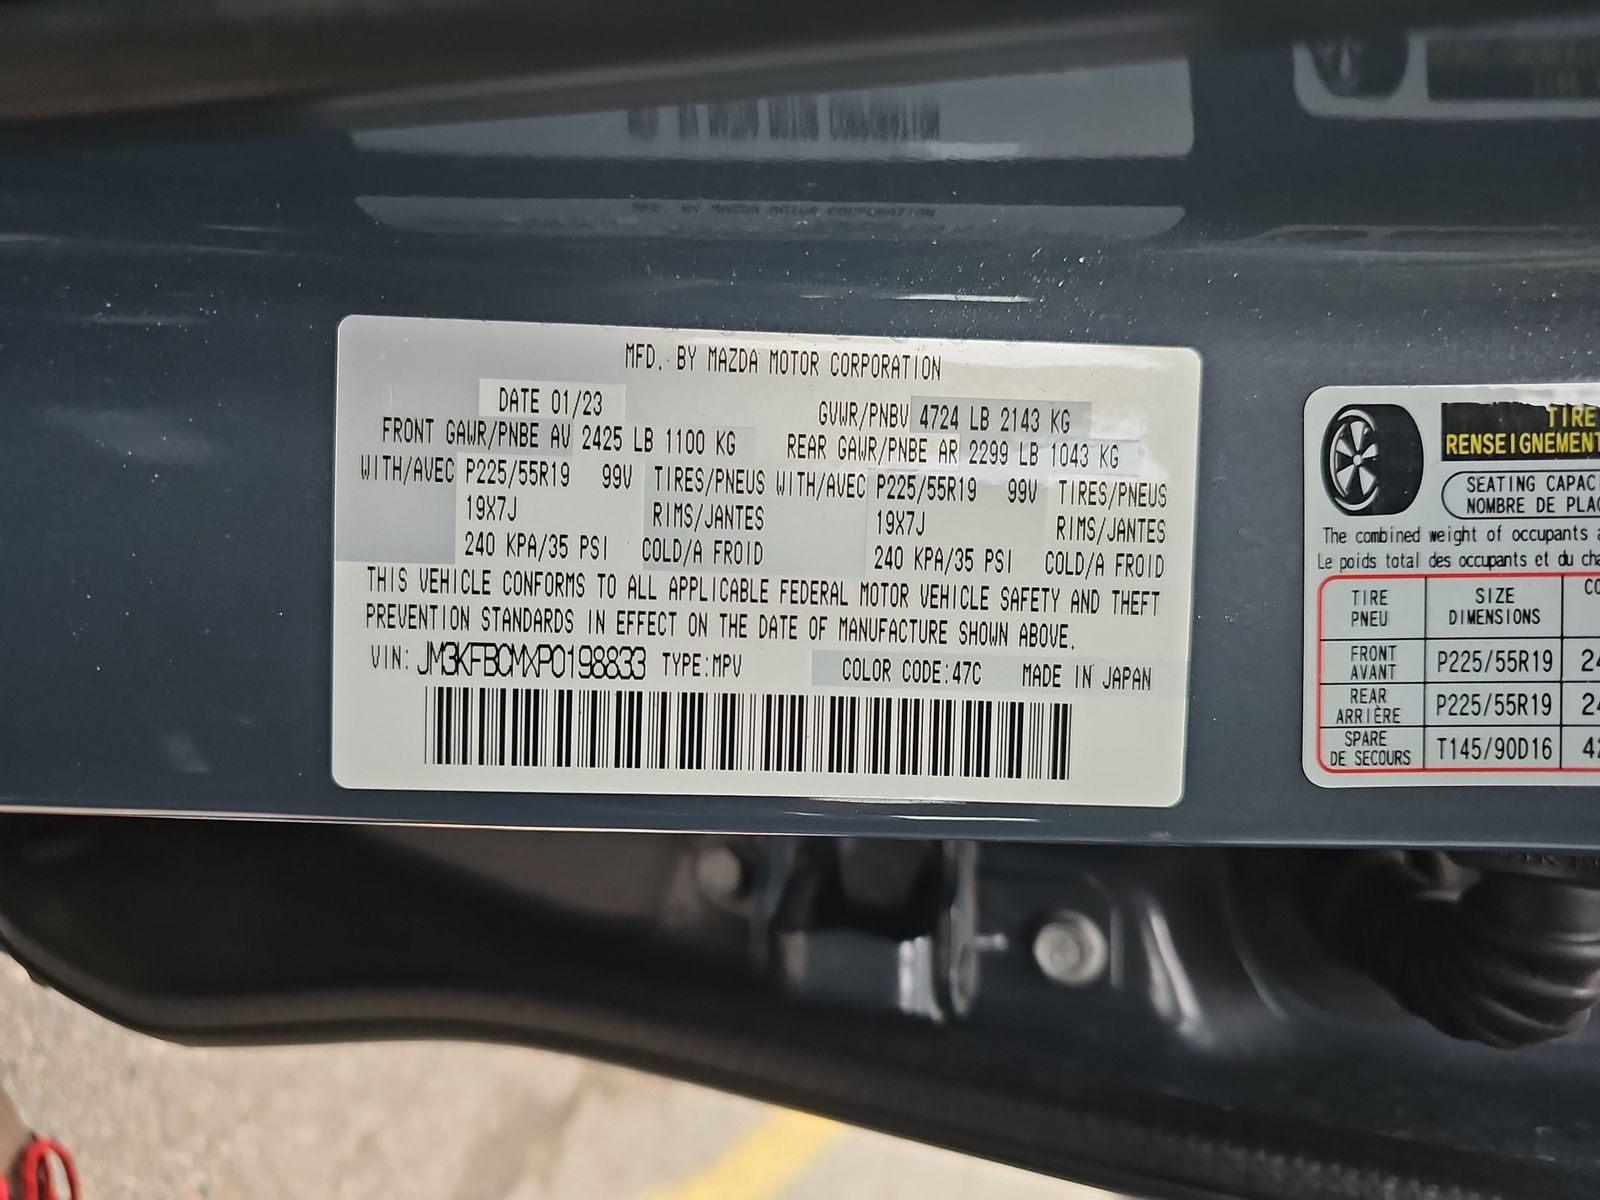 MFD. BY MAZDA MOTOR CORPORATION
DATE 01/23 GVWR/PNBV 4724 LB 2143 KG
FRONT GAWR/PNBE AV 2425 LB 1100 KG REAR GAWR/PNBE AR 2299 LB 1043 KG
WITH/AVEC P225/55R19 99V TIRES/PNEUS WITH/AVEC P225/55R19 99V TIRES/PNEUS
19X7J RIMS/JANTES 19X7J RIMS/JANTES
240 KPA/35 PSI COLD/A FROID 240 KPA/35 PSI COLD/A FROID
THIS VEHICLE CONFORMS TO ALL APPLICABLE FEDERAL MOTOR VEHICLE SAFETY AND THEFT
PREVENTION STANDARDS IN EFFECT ON THE DATE OF MANUFACTURE SHOWN ABOVE.
VIN: JM3KFBCMXP0198833 TYPE:MPV COLOR CODE:47C MADE IN JAPAN
TIRE
RENSEIGNEMENT
SEATING CAPAC
NOMBRE DE PLA
The combined weight of occupants
Le poids total des occupants et du
TIRE SIZE
PNEU DIMENSIONS
FRONT
AVANT P225/55R19
REAR
ARRIÈRE P225/55R19
SPARE
DE SECOURS T145/90D16